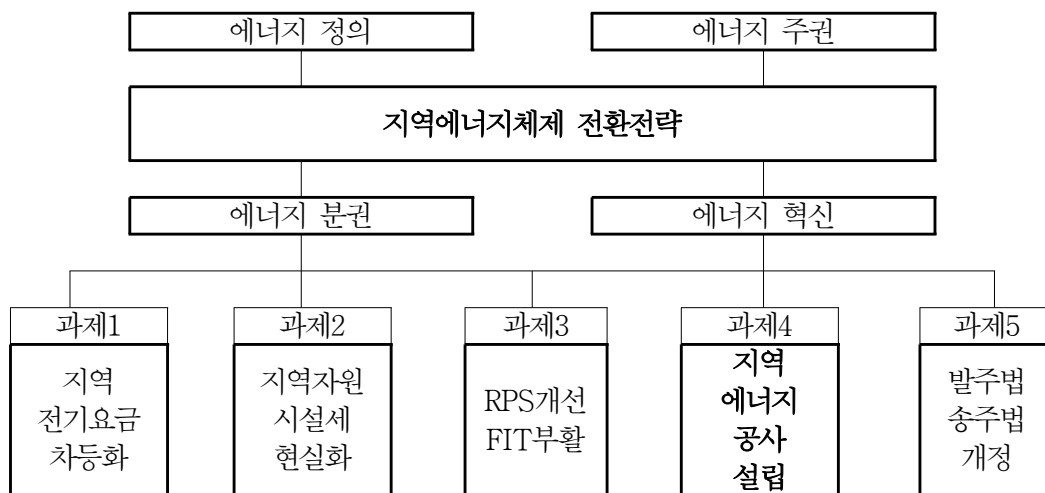 에너지 정의
에너지 주권
지역에너지체제 전환전략
에너지 분권
에너지 혁신
과제1
과제2
과제3
과제4
과제5
지역
전기요금
차등화
지역자원
시설세
현실화
RPS개선
FIT부활
지역
에너지
공사
설립
발주법
송주법
개정